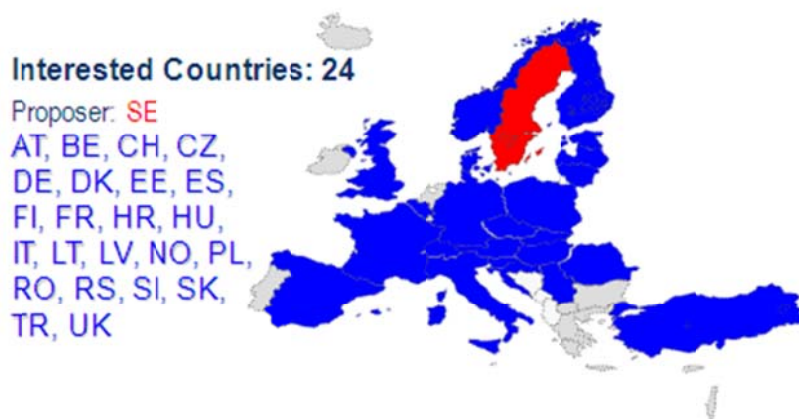 Interested Countries: 24
Proposer: SE
AT, BE, CH, CZ,
DE, DK, EE, ES,
FI, FR, HR, HU,
IT, LT, LV, NO, PL,
RO, RS, SI, SK,
TR, UK